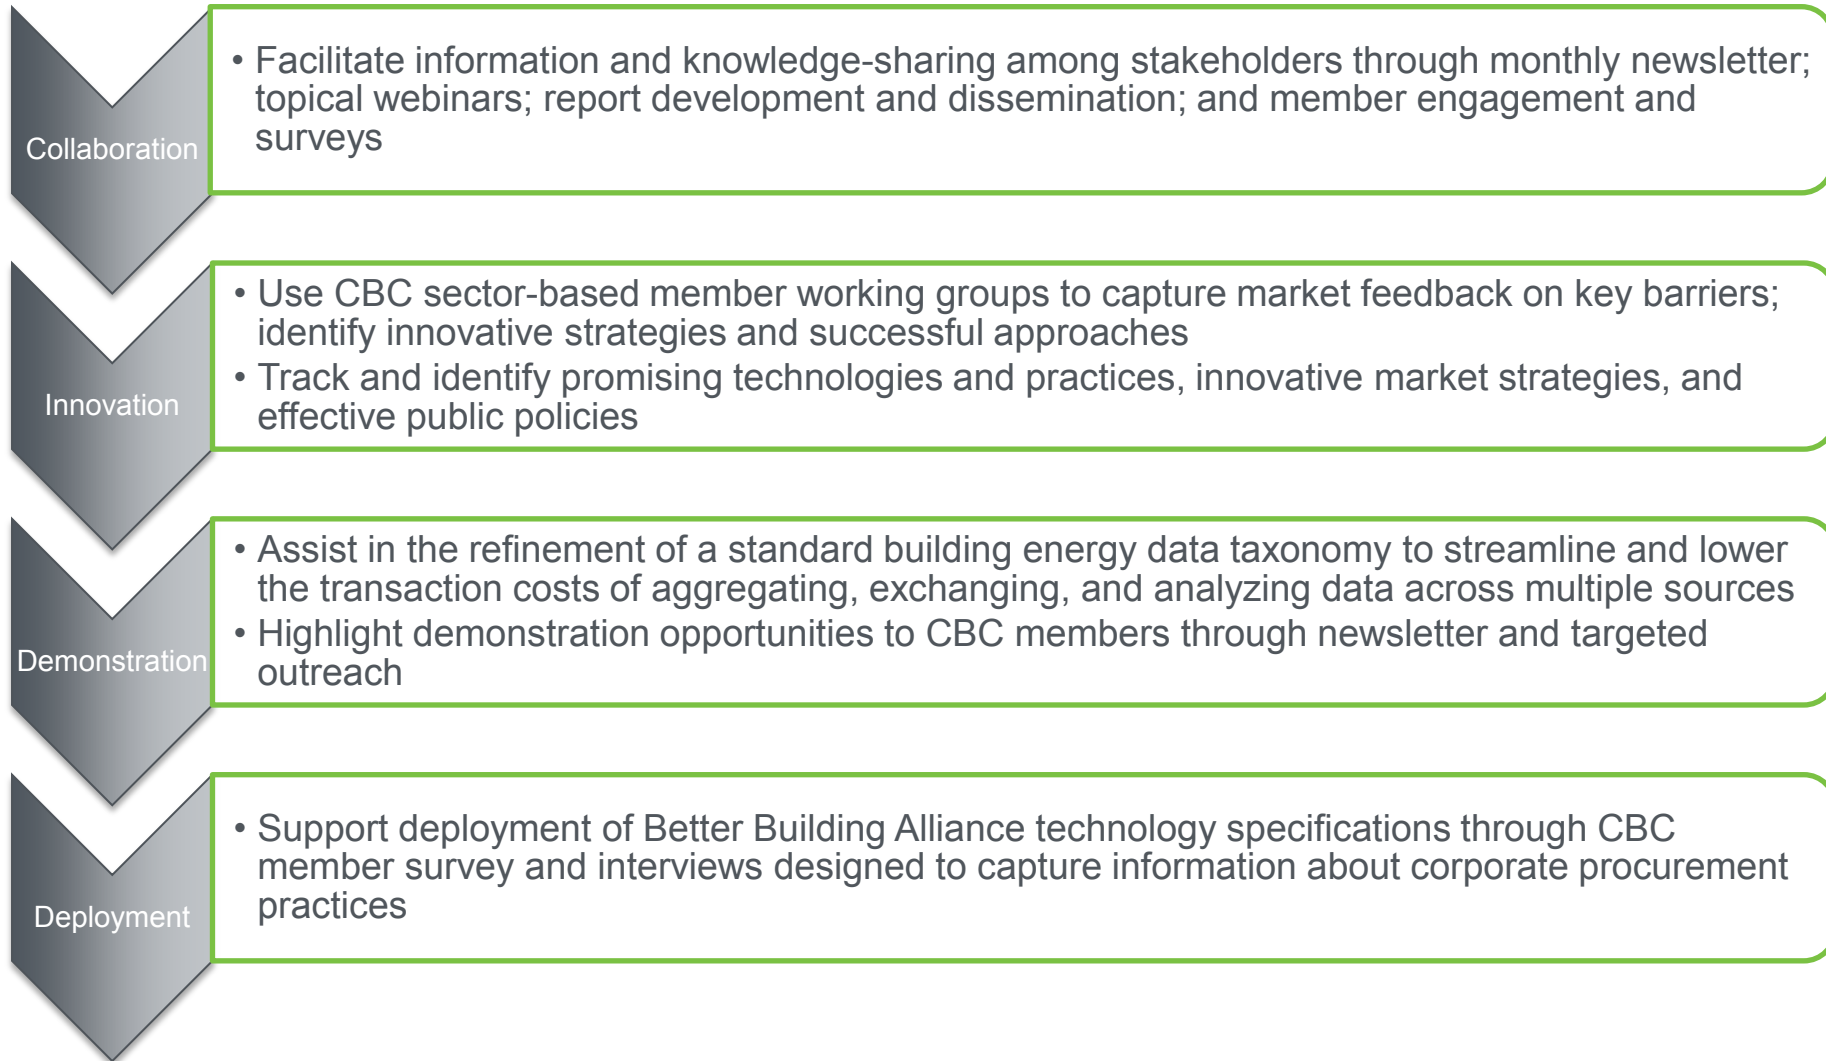 Collaboration
• Facilitate information and knowledge-sharing among stakeholders through monthly newsletter;
topical webinars; report development and dissemination; and member engagement and
surveys
Innovation
• Use CBC sector-based member working groups to capture market feedback on key barriers;
identify innovative strategies and successful approaches
• Track and identify promising technologies and practices, innovative market strategies, and
effective public policies
Demonstration
• Assist in the refinement of a standard building energy data taxonomy to streamline and lower
the transaction costs of aggregating, exchanging, and analyzing data across multiple sources
• Highlight demonstration opportunities to CBC members through newsletter and targeted
outreach
Deployment
• Support deployment of Better Building Alliance technology specifications through CBC
member survey and interviews designed to capture information about corporate procurement
practices